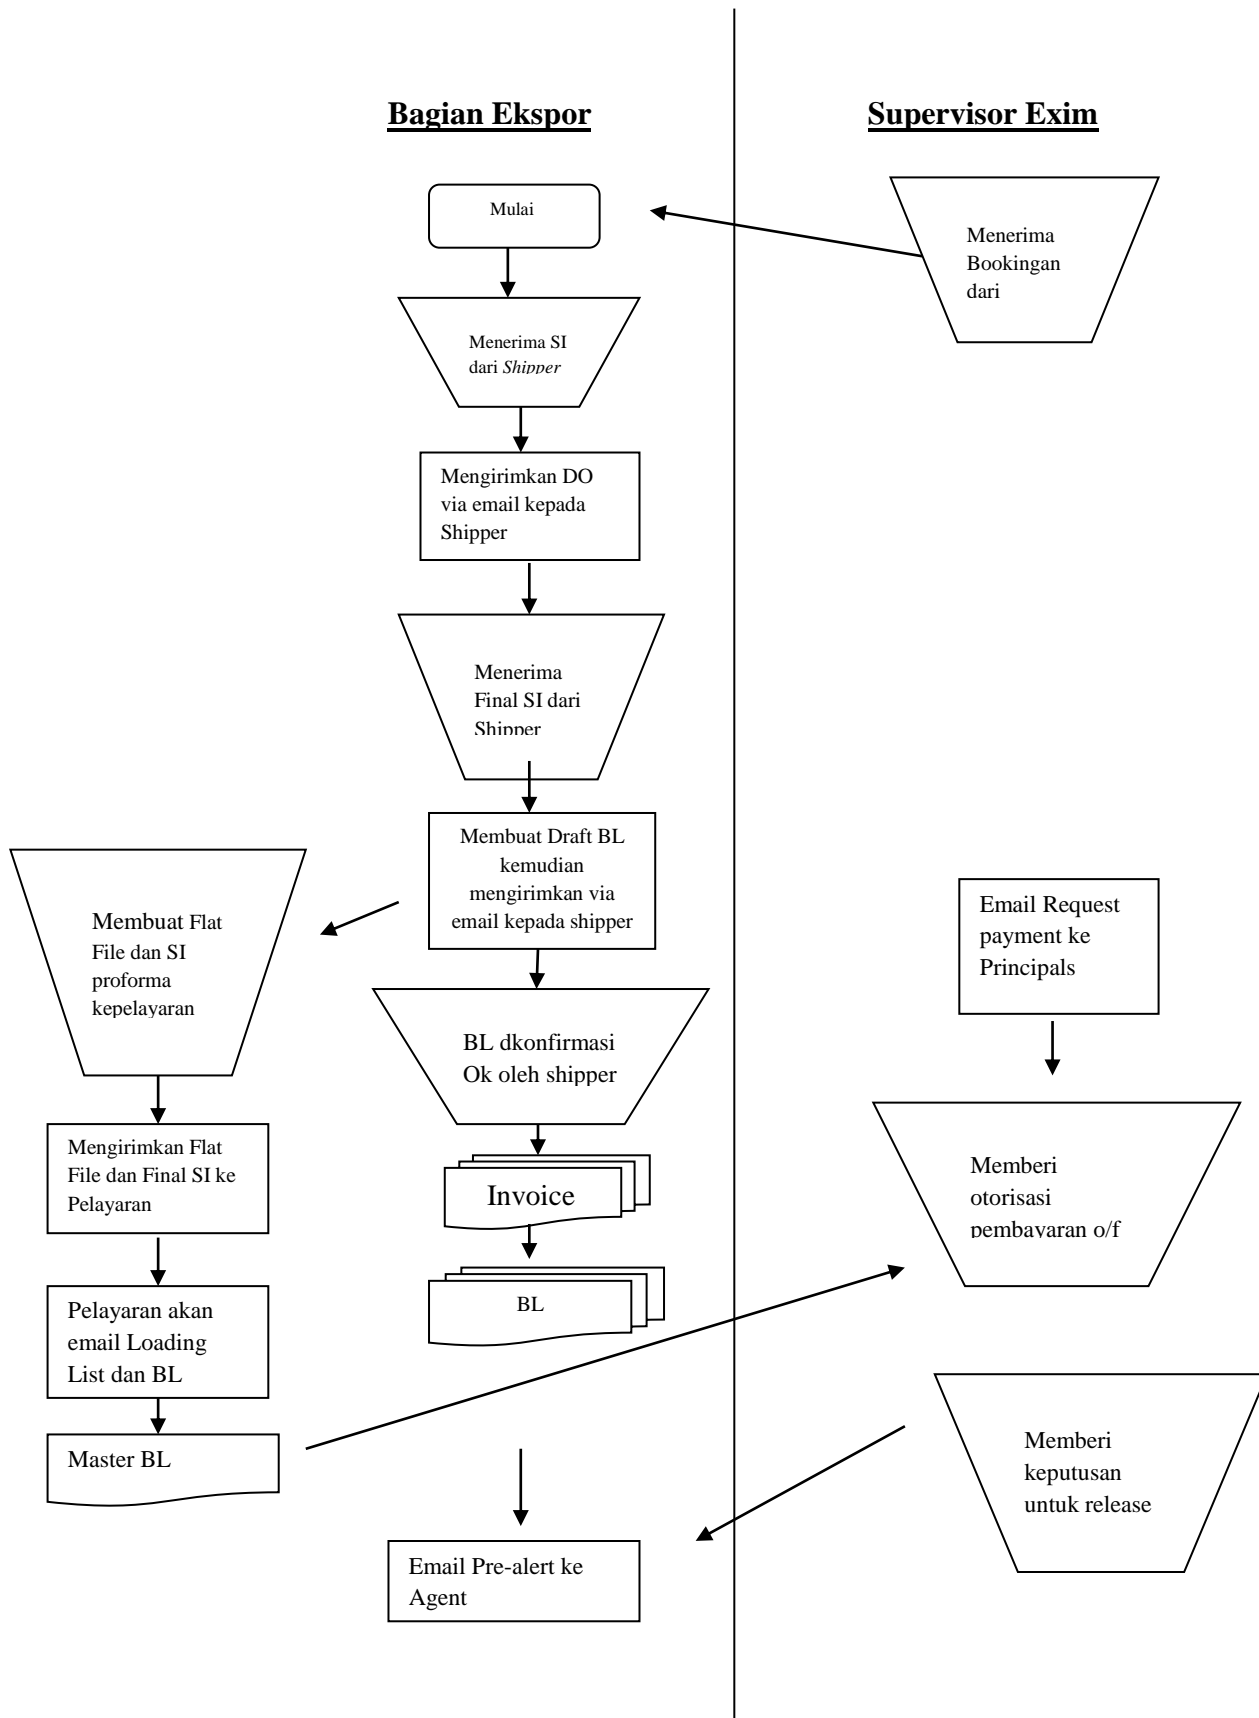 Bagian Ekspor
Supervisor Exim
Mulai
Menerima
Bookingan
dari
Menerima SI
dari Shipper
Mengirimkan DO
via email kepada
Shipper
Menerima
Final SI dari
Shipper
Membuat Draft BL
kemudian
mengirimkan via
email kepada shipper
Membuat Flat
File dan SI
proforma
kepelayaran
Email Request
payment ke
Principals
BL dkonfirmasi
Ok oleh shipper
Mengirimkan Flat
File dan Final SI ke
Pelayaran
Invoice
Memberi
otorisasi
pembayaran o/f
Pelayaran akan
email Loading
List dan BL
BL
Master BL
Memberi
keputusan
untuk release
Email Pre-alert ke
Agent